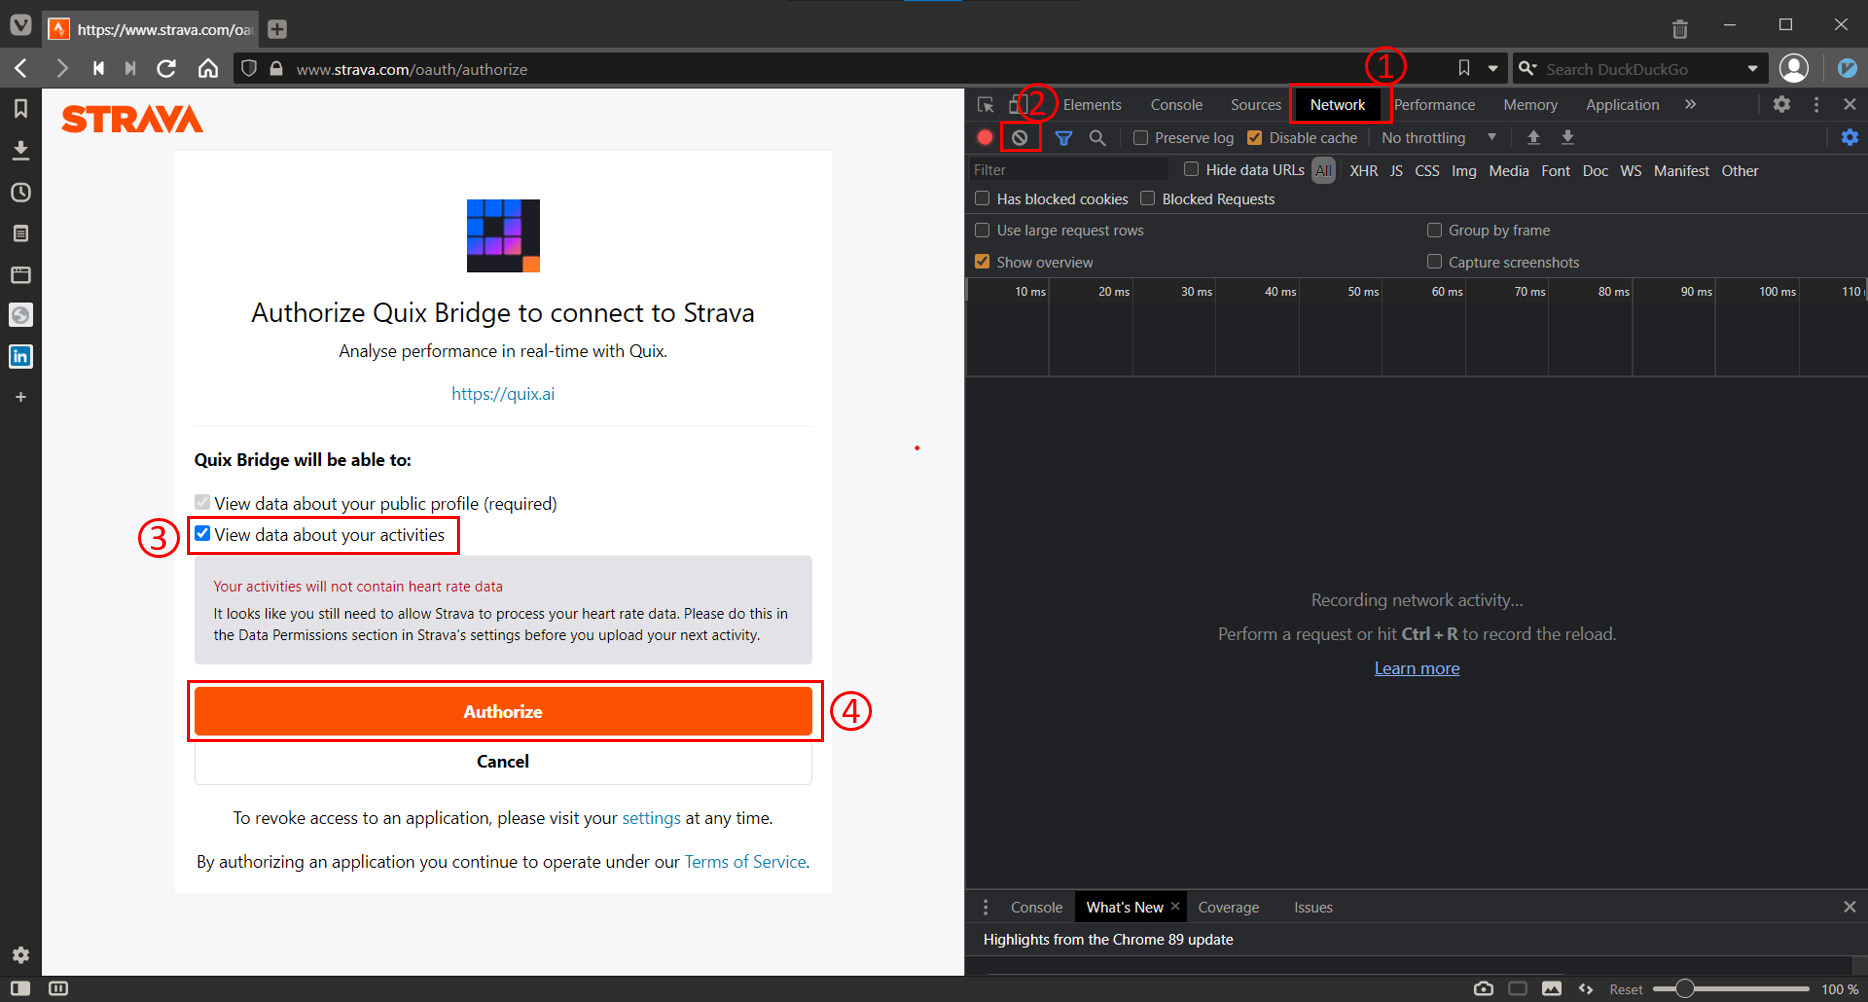 https://www.strava.com/oa
www.strava.com/oauth/authorize
Search DuckDuckGo
①
STRAVA
②
Elements Console Sources Network Performance Memory Application »
Preserve log Disable cache No throttling
Filter Hide data URLs All XHR JS CSS Img Media Font Doc WS Manifest Other
Has blocked cookies Blocked Requests
Use large request rows Group by frame
Show overview Capture screenshots
10 ms 20 ms 30 ms 40 ms 50 ms 60 ms 70 ms 80 ms 90 ms 100 ms 110
Authorize Quix Bridge to connect to Strava
Analyse performance in real-time with Quix.
https://quix.ai
Quix Bridge will be able to:
View data about your public profile (required)
③ View data about your activities
Your activities will not contain heart rate data
It looks like you still need to allow Strava to process your heart rate data. Please do this in
the Data Permissions section in Strava's settings before you upload your next activity.
Authorize ④
Cancel
To revoke access to an application, please visit your settings at any time.
By authorizing an application you continue to operate under our Terms of Service.
Recording network activity...
Perform a request or hit Ctrl + R to record the reload.
Learn more
Console What's New × Coverage Issues
Highlights from the Chrome 89 update
in
Reset 100 %